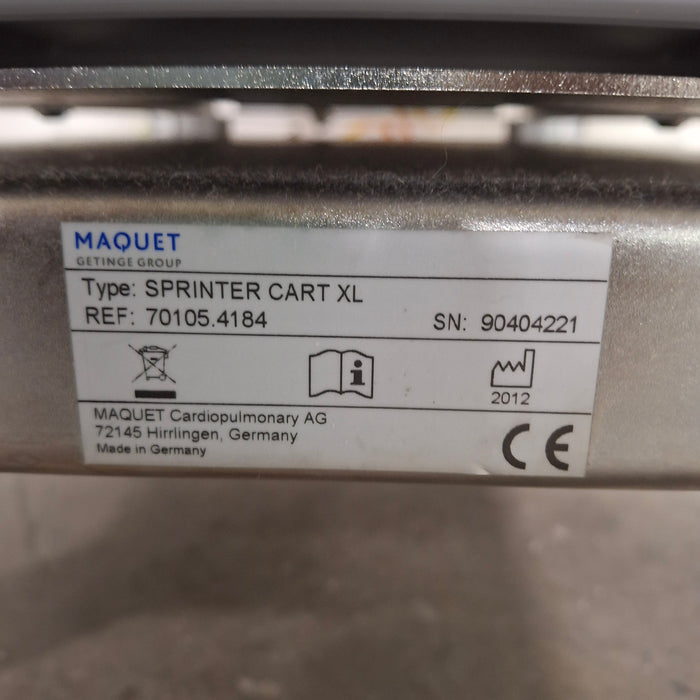 MAQUET
GETINGE GROUP
Type: SPRINTER CART XL
REF: 70105.4184 SN: 90404221
2012
MAQUET Cardiopulmonary AG
72145 Hirrlingen, Germany
Made in Germany
CE